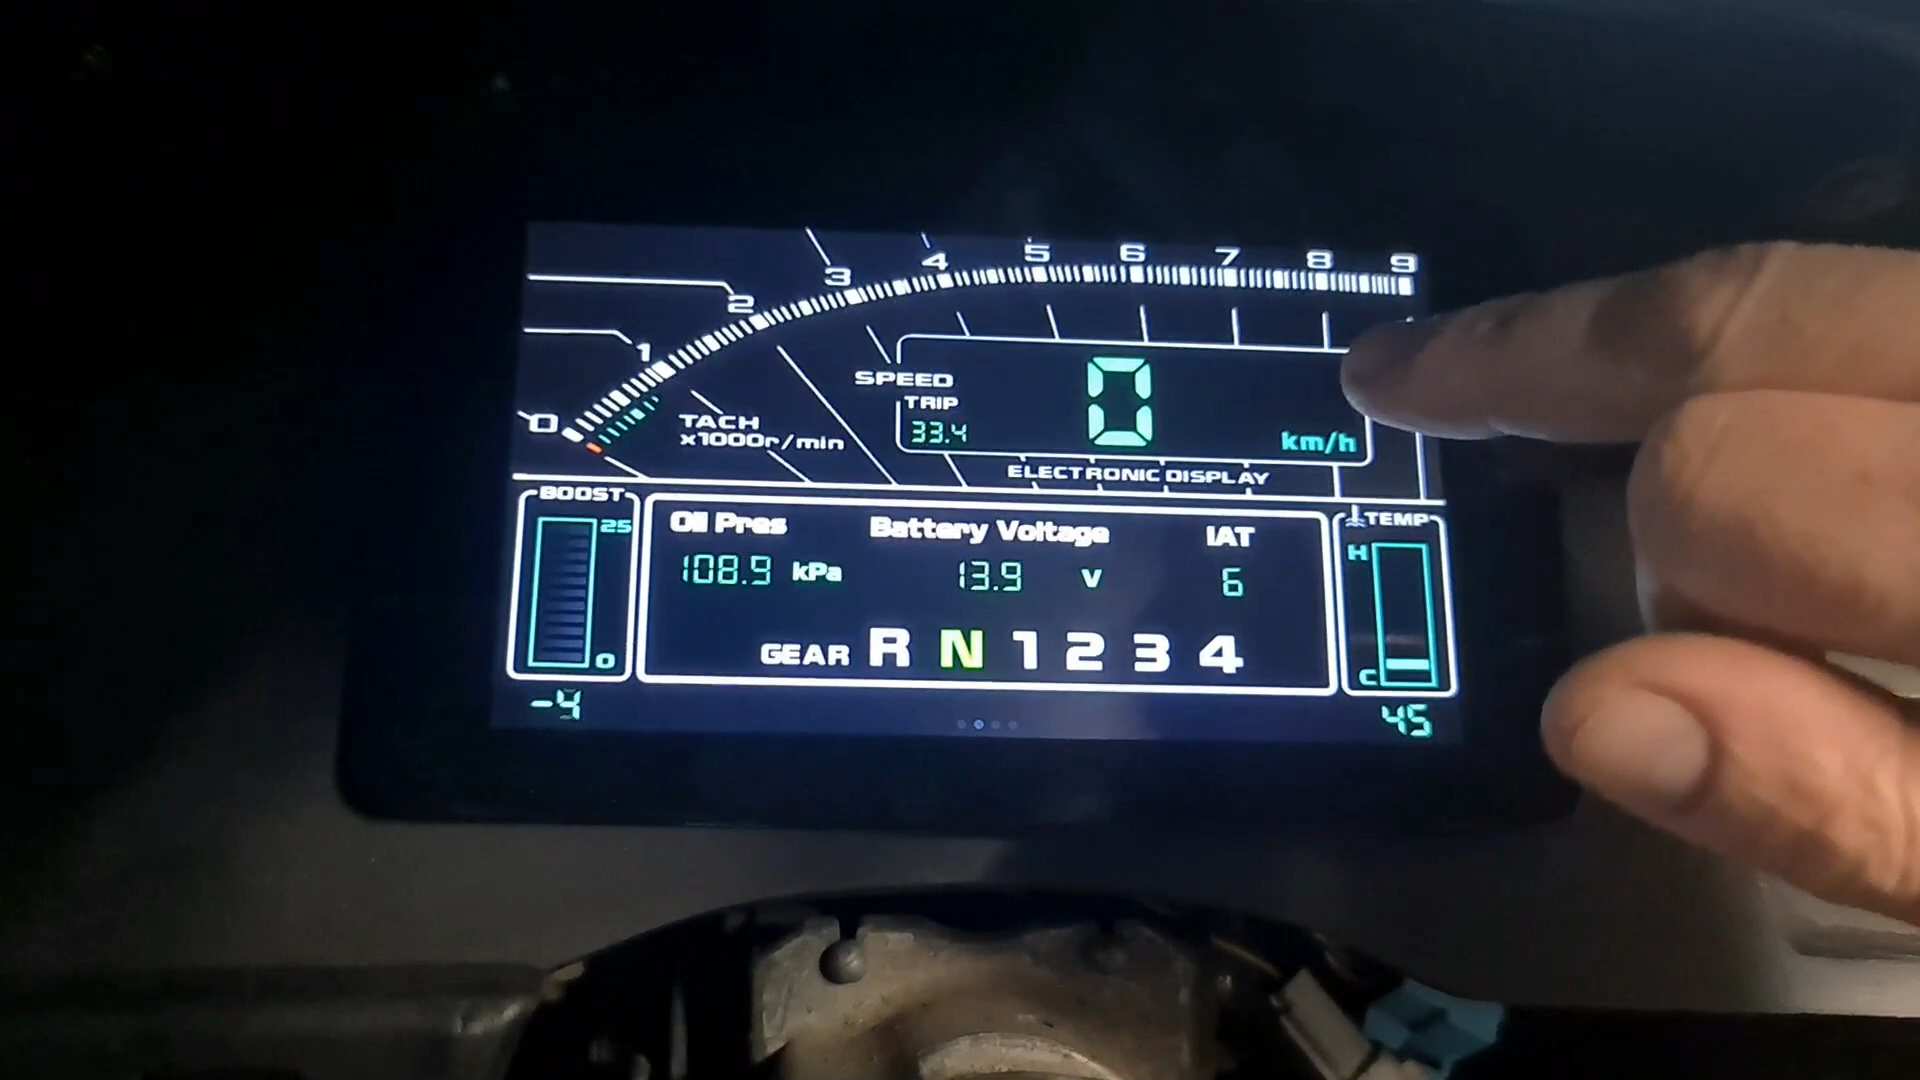 0 1 2 3 4 5 6 7 8 9
TACH
x1000r/min
SPEED
TRIP
33.4
0
km/h
ELECTRONIC DISPLAY
BOOST
25
0
-4
Oil Pres
108.9 kPa
Battery Voltage
13.9 V
IAT
6
GEAR R N 1 2 3 4
TEMP
H
C
45